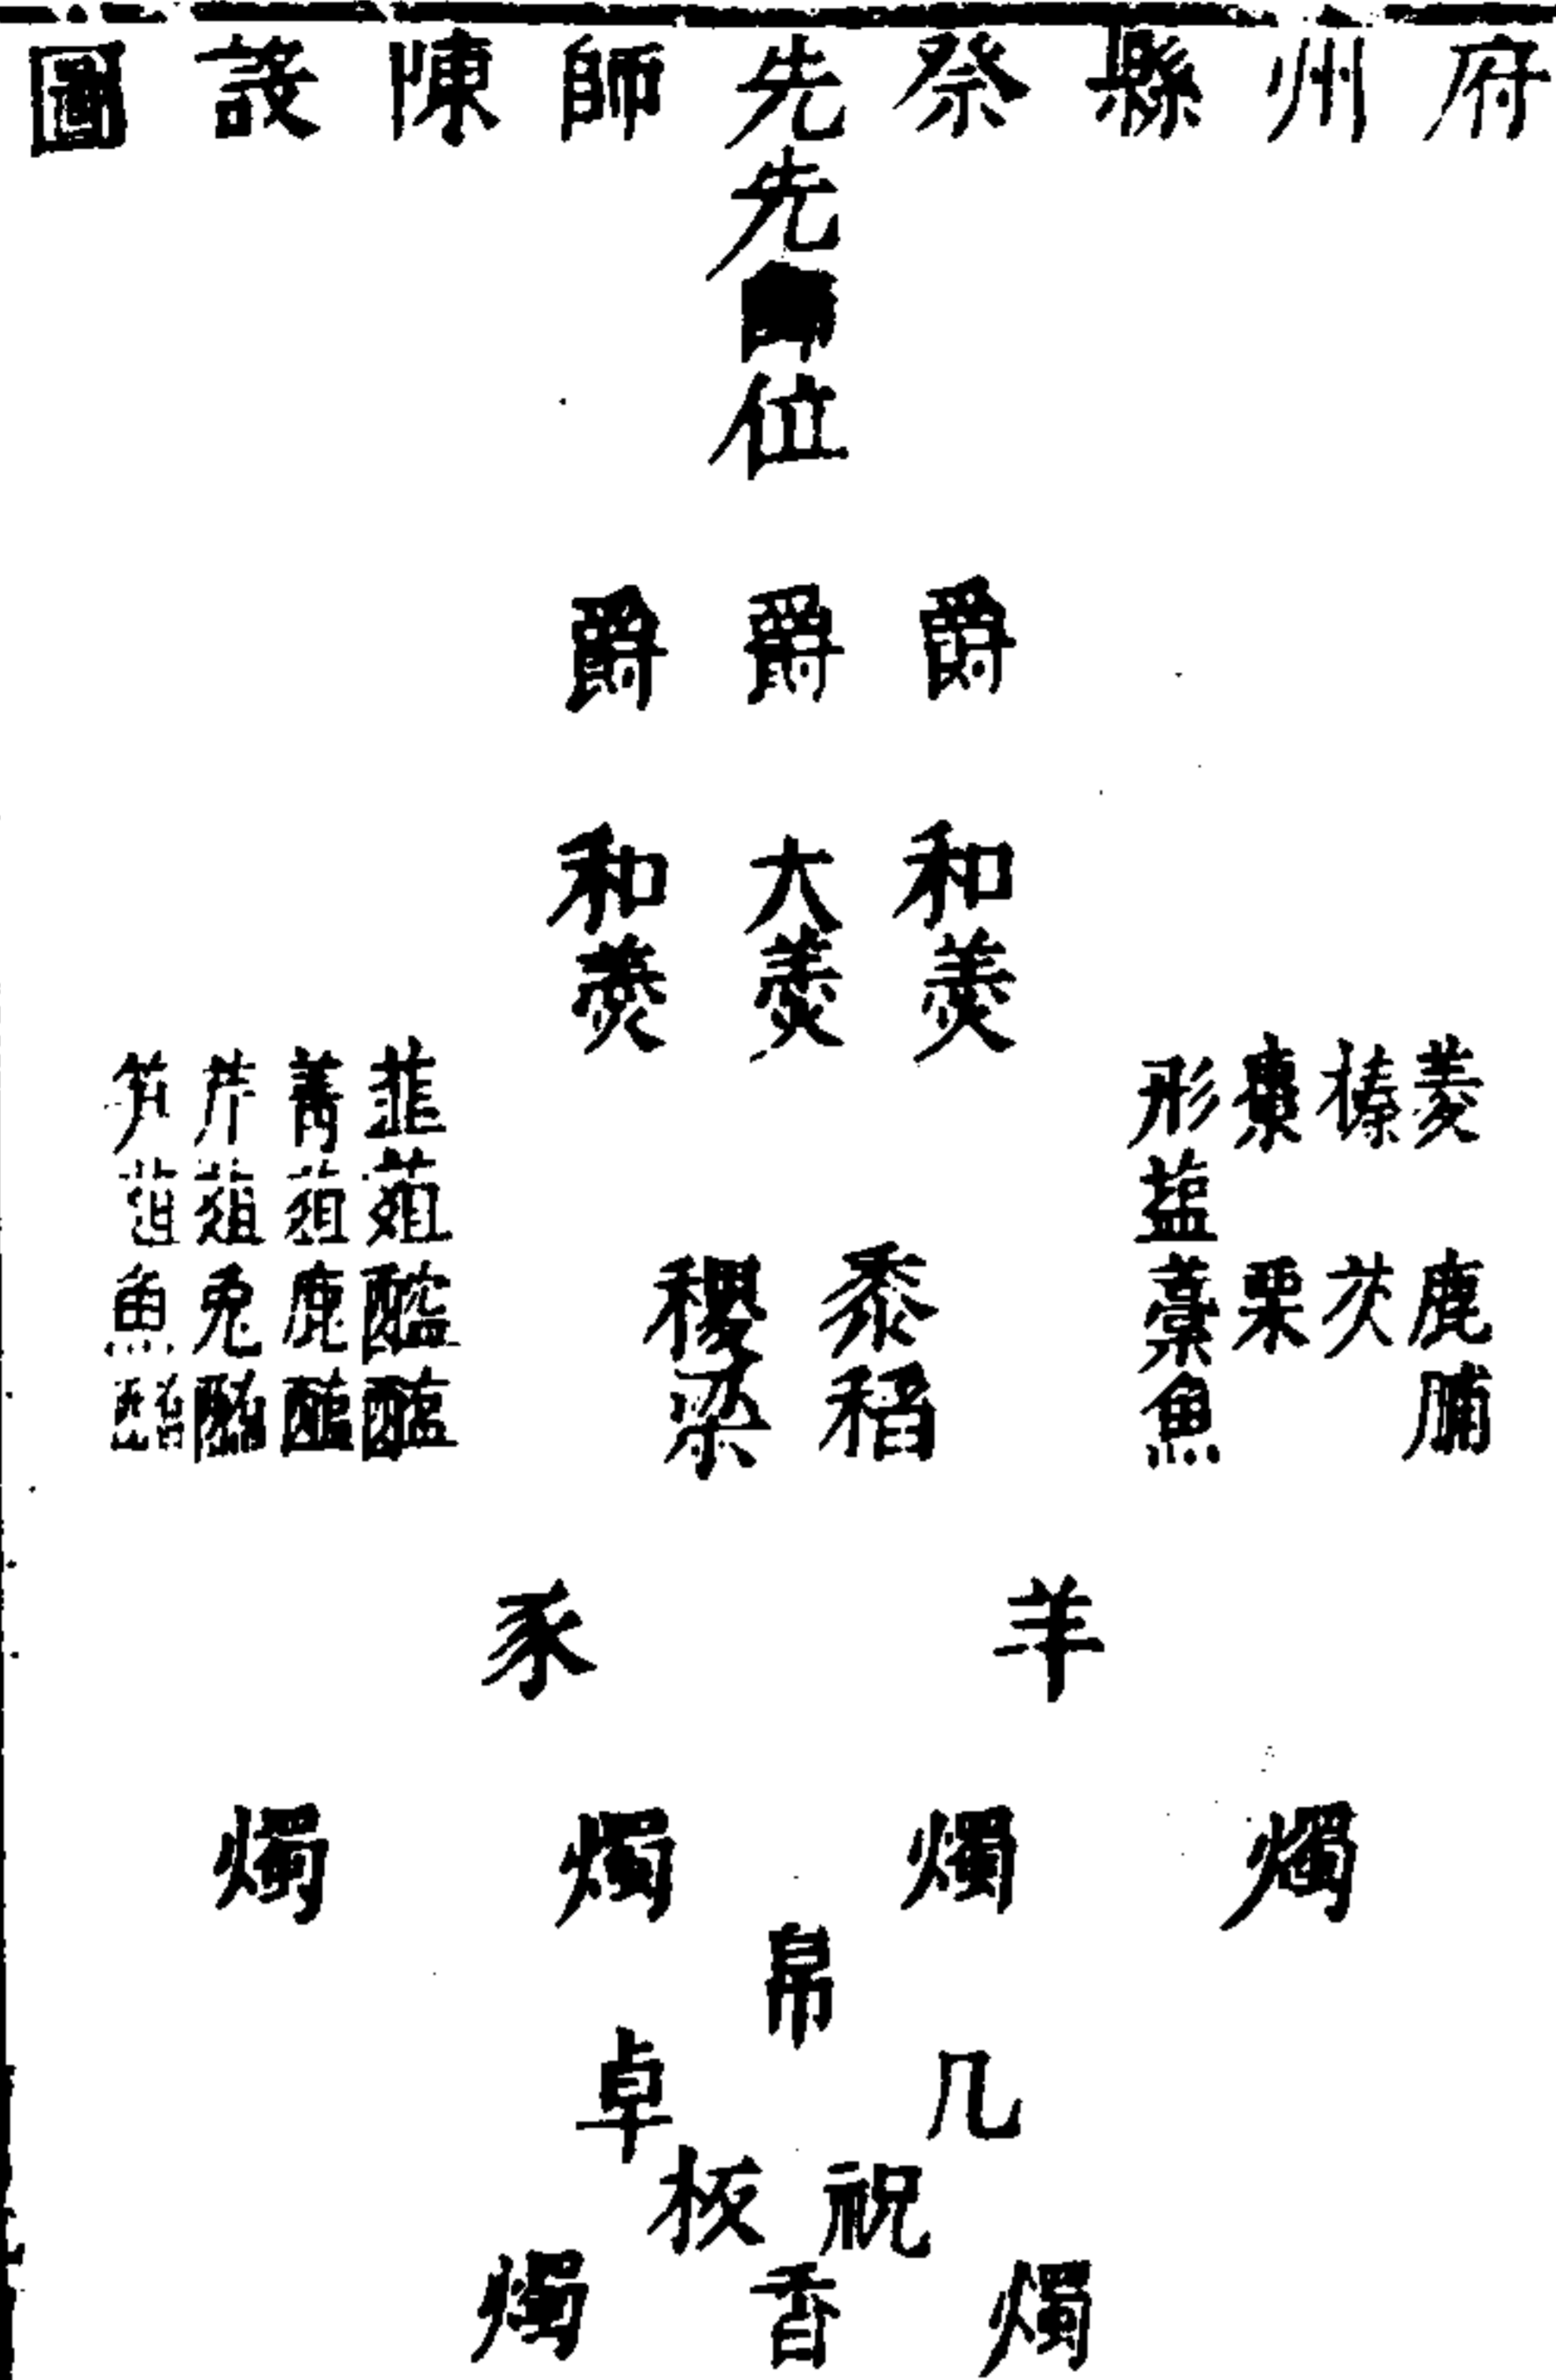 府州縣祭先師陳設圖
先師位
爵 爵 爵
和羹 大羹 和羹
菱 榛 棗 形鹽
韭菹 菁菹 芹菹 笋菹
鹿脯 芡 栗 藁魚
黍 稷
稻 梁
醓醢 鹿醢 兔醢 魚醢
羊 豕
燭 燭 燭 燭
帛
几 卓
祝板
燭 香 燭